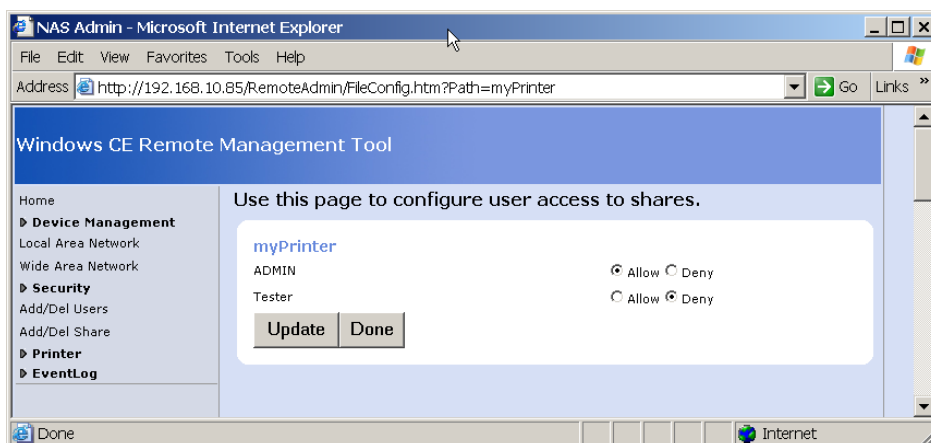 NAS Admin - Microsoft Internet Explorer
File Edit View Favorites Tools Help
Address http://192.168.10.85/RemoteAdmin/FileConfig.htm?Path=myPrinter Go Links »
Windows CE Remote Management Tool
Home
Device Management
Local Area Network
Wide Area Network
Security
Add/Del Users
Add/Del Share
Printer
EventLog
Use this page to configure user access to shares.
myPrinter
ADMIN Allow Deny
Tester Allow Deny
Update Done
Done Internet